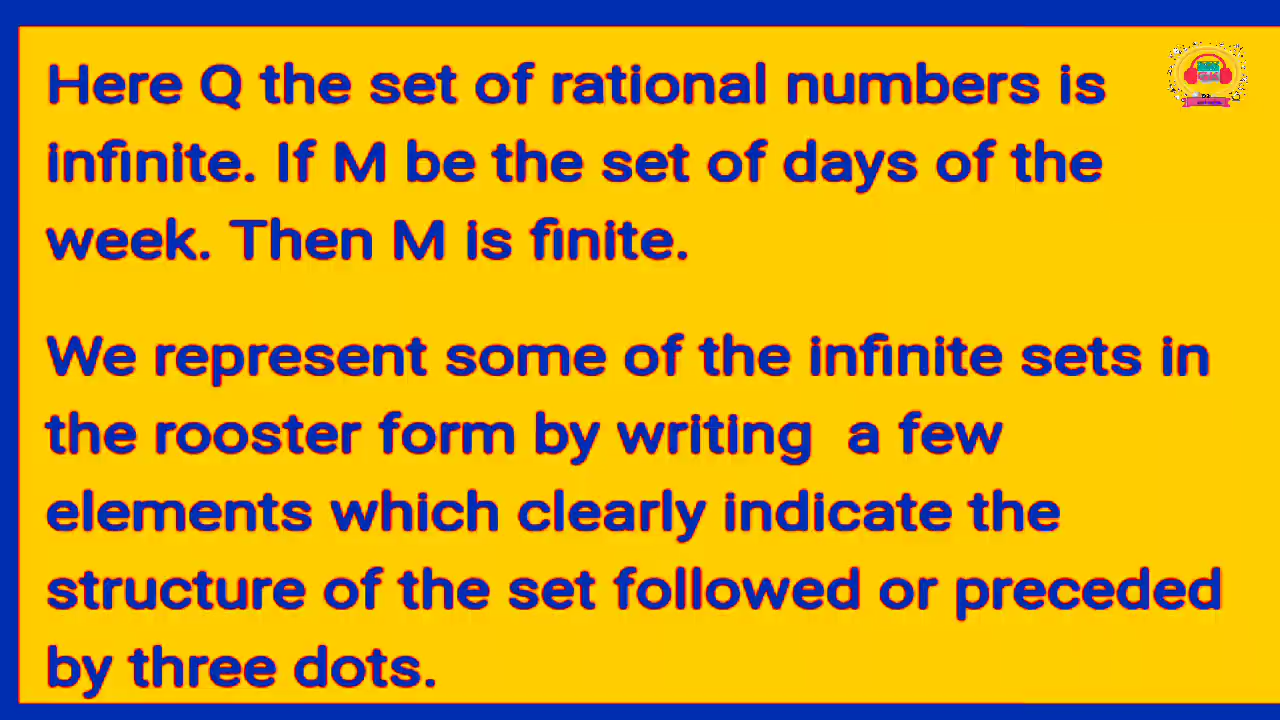 Here Q the set of rational numbers is
infinite. If M be the set of days of the
week. Then M is finite.
We represent some of the infinite sets in
the rooster form by writing  a few
elements which clearly indicate the
structure of the set followed or preceded
by three dots.